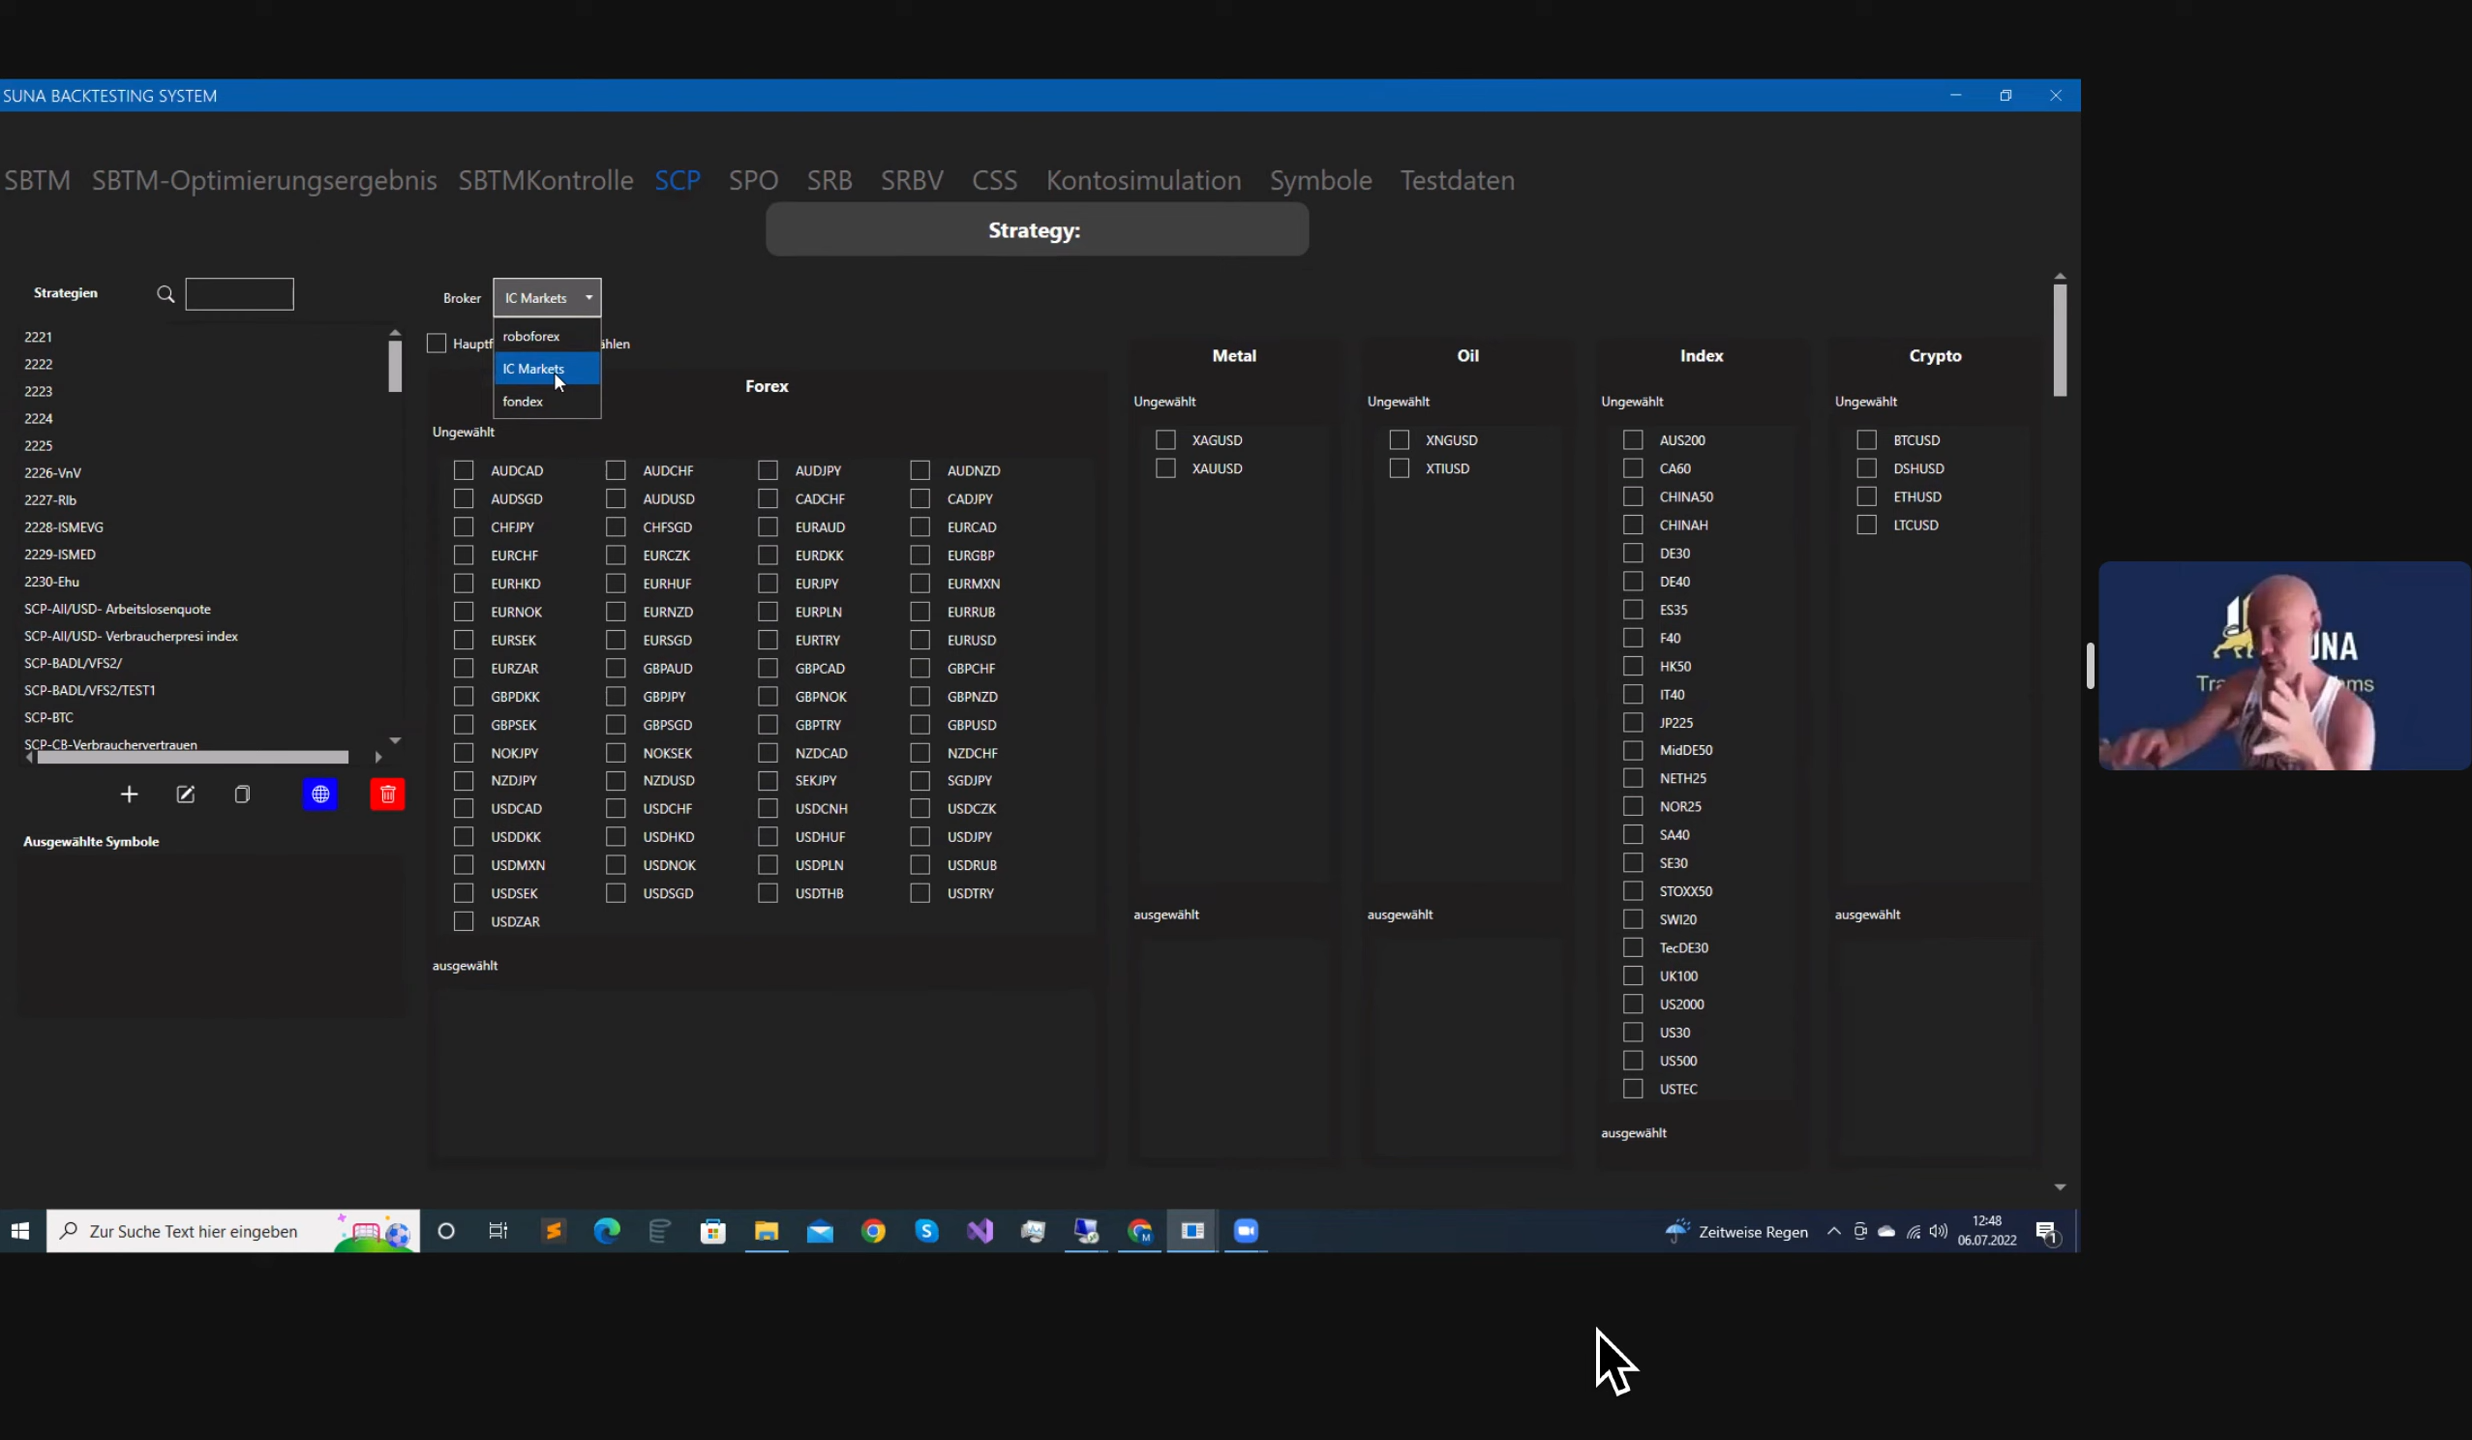 SUNA BACKTESTING SYSTEM
SBTM SBTM-Optimierungsergebnis SBTMKontrolle SCP SPO SRB SRBV CSS Kontosimulation Symbole Testdaten
Strategy:
Strategien
2221
2222
2223
2224
2225
2226-VnV
2227-Rlb
2228-ISMEVG
2229-ISMED
2230-Ehu
SCP-All/USD- Arbeitslosenquote
SCP-All/USD- Verbraucherpresi index
SCP-BADL/VFS2/
SCP-BADL/VFS2/TEST1
SCP-BTC
SCP-CB-Verbrauchervertrauen
Ausgewählte Symbole
Broker IC Markets
roboforex
IC Markets
fondex
Forex
Ungewählt
AUDCAD AUDCHF AUDJPY AUDNZD
AUDSGD AUDUSD CADCHF CADJPY
CHFJPY CHFSGD EURAUD EURCAD
EURCHF EURCZK EURDKK EURGBP
EURHKD EURHUF EURJPY EURMXN
EURNOK EURNZD EURPLN EURRUB
EURSEK EURSGD EURTRY EURUSD
EURZAR GBPAUD GBPCAD GBPCHF
GBPDKK GBPJPY GBPNOK GBPNZD
GBPSEK GBPSGD GBPTRY GBPUSD
NOKJPY NOKSEK NZDCAD NZDCHF
NZDJPY NZDUSD SEKJPY SGDJPY
USDCAD USDCHF USDCNH USDCZK
USDDKK USDHKD USDHUF USDJPY
USDMXN USDNOK USDPLN USDRUB
USDSEK USDSGD USDTHB USDTRY
USDZAR
ausgewählt
Metal
Ungewählt
XAGUSD
XAUUSD
ausgewählt
Oil
Ungewählt
XNGUSD
XTIUSD
ausgewählt
Index
Ungewählt
AUS200
CA60
CHINA50
CHINAH
DE30
DE40
ES35
F40
HK50
IT40
JP225
MidDE50
NETH25
NOR25
SA40
SE30
STOXX50
SWI20
TecDE30
UK100
US2000
US30
US500
USTEC
ausgewählt
Crypto
Ungewählt
BTCUSD
DSHUSD
ETHUSD
LTCUSD
ausgewählt
Zur Suche Text hier eingeben
Zeitweise Regen
12:48
06.07.2022
1